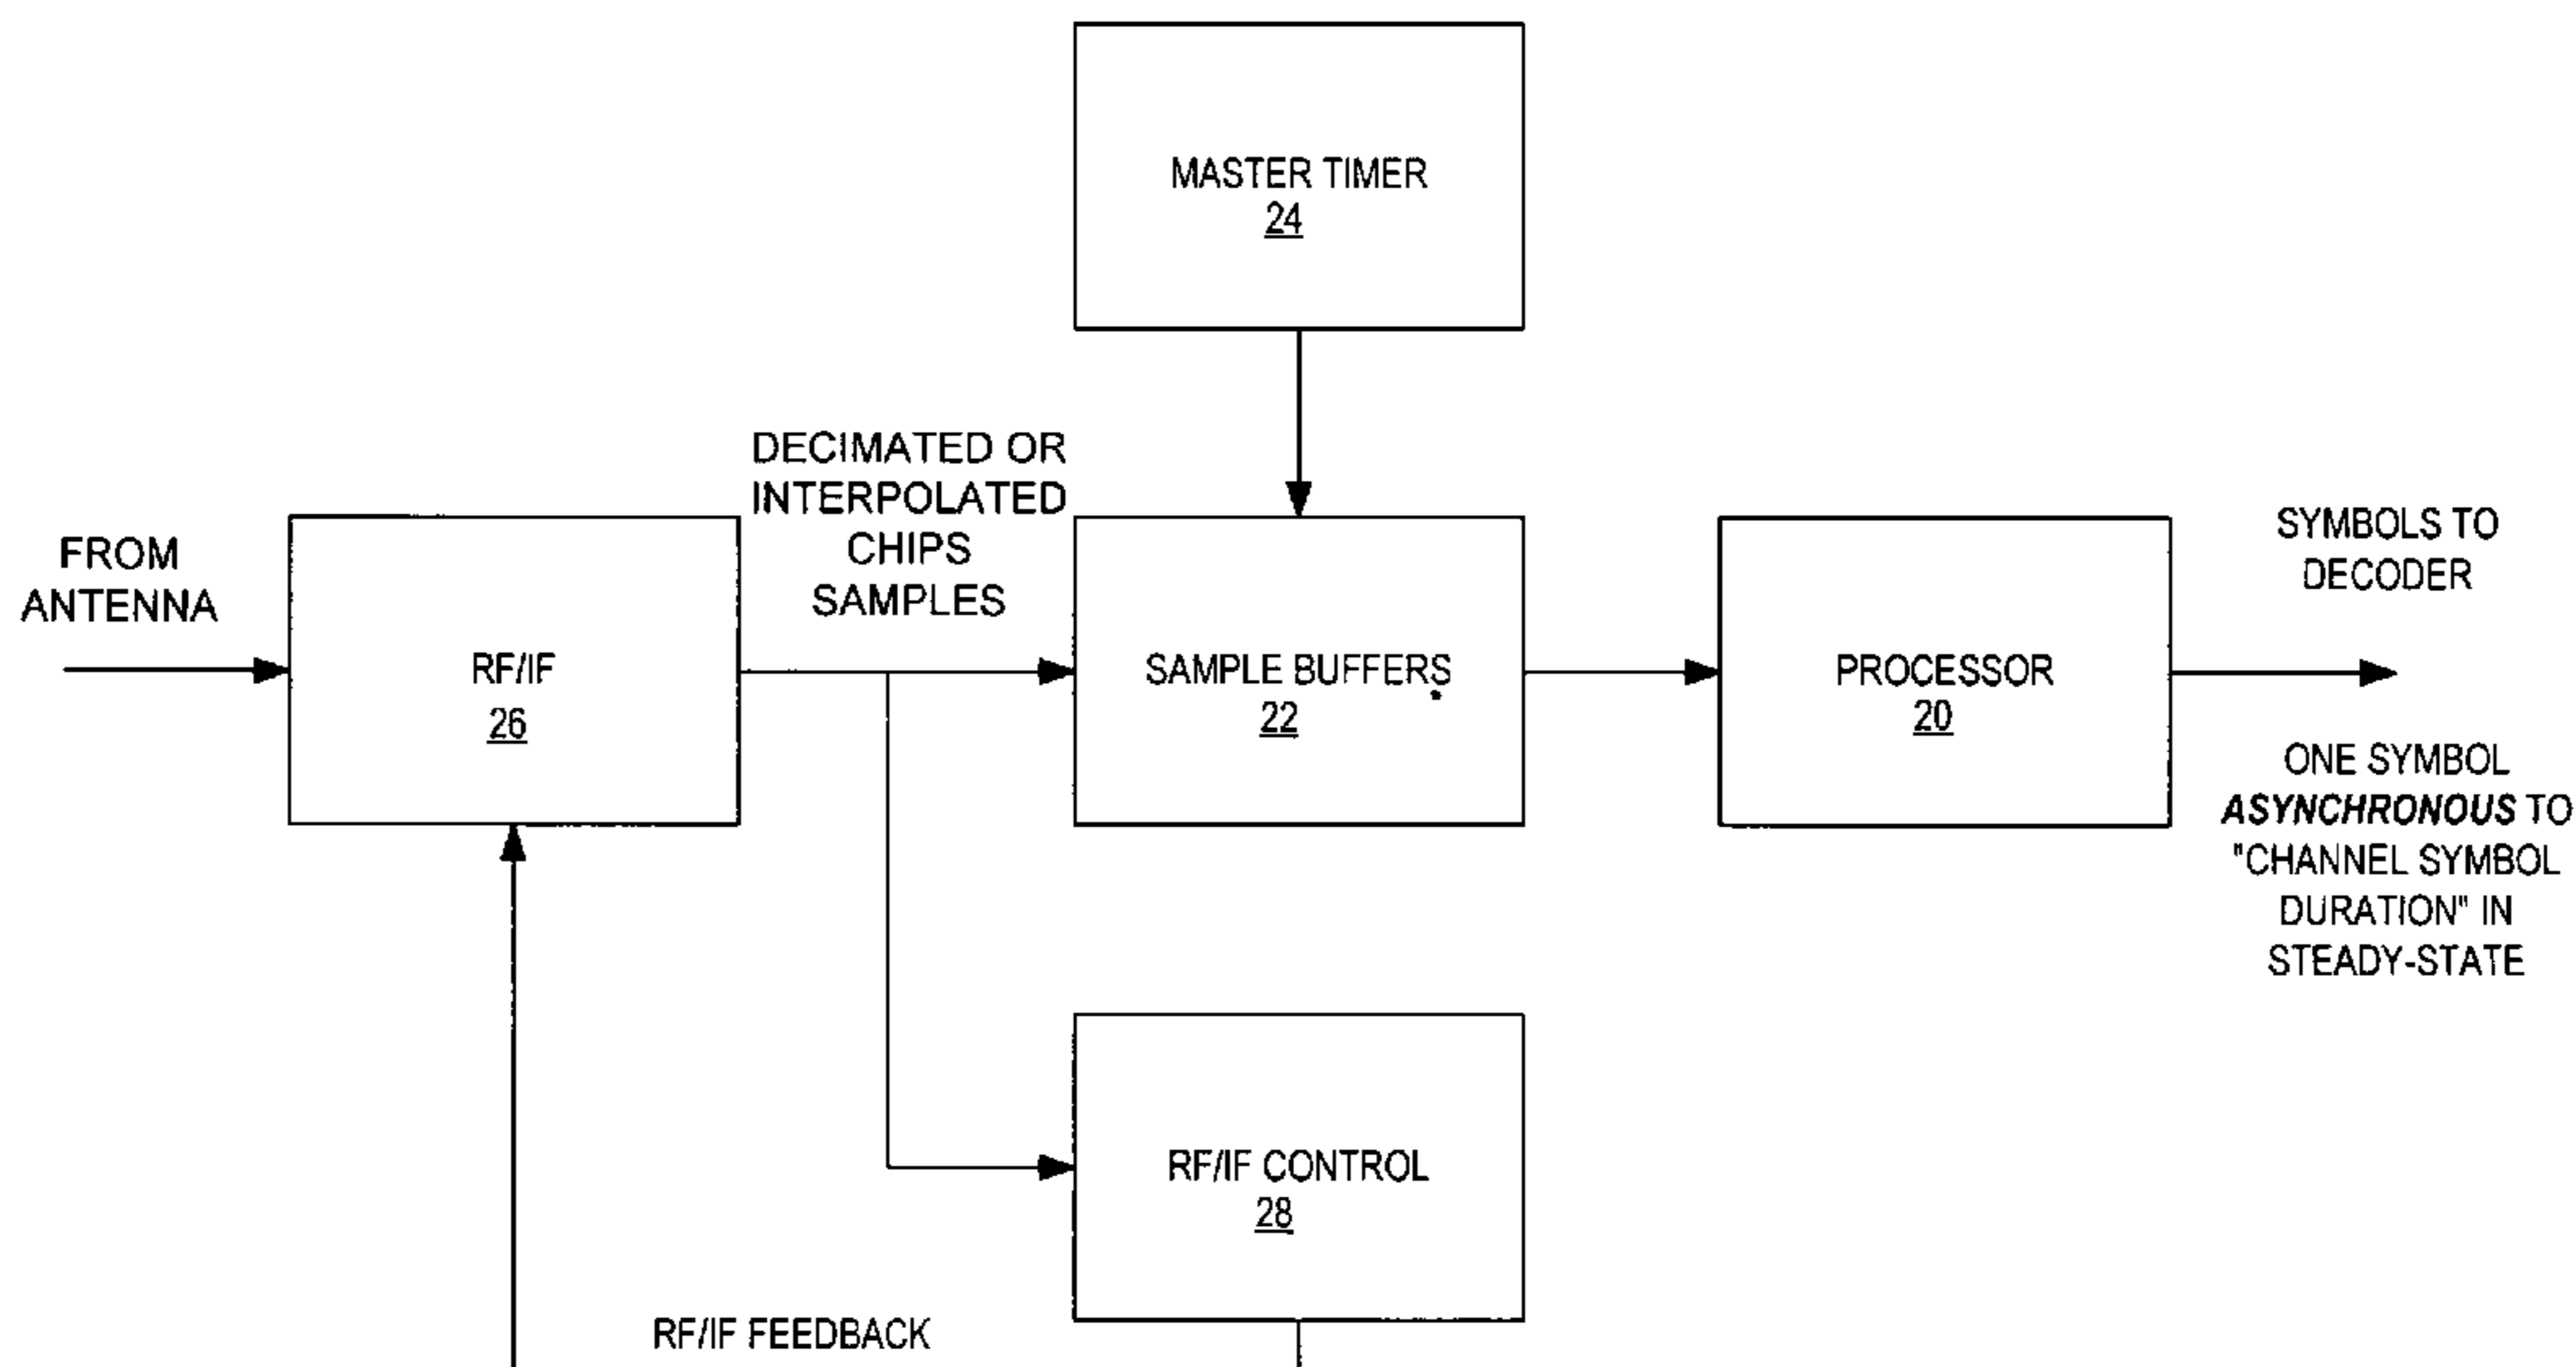 MASTER TIMER
24
DECIMATED OR
INTERPOLATED
CHIPS
SAMPLES
FROM
ANTENNA
RF/IF
26
SAMPLE BUFFERS
22
PROCESSOR
20
SYMBOLS TO
DECODER
ONE SYMBOL
ASYNCHRONOUS TO
"CHANNEL SYMBOL
DURATION" IN
STEADY-STATE
RF/IF CONTROL
28
RF/IF FEEDBACK